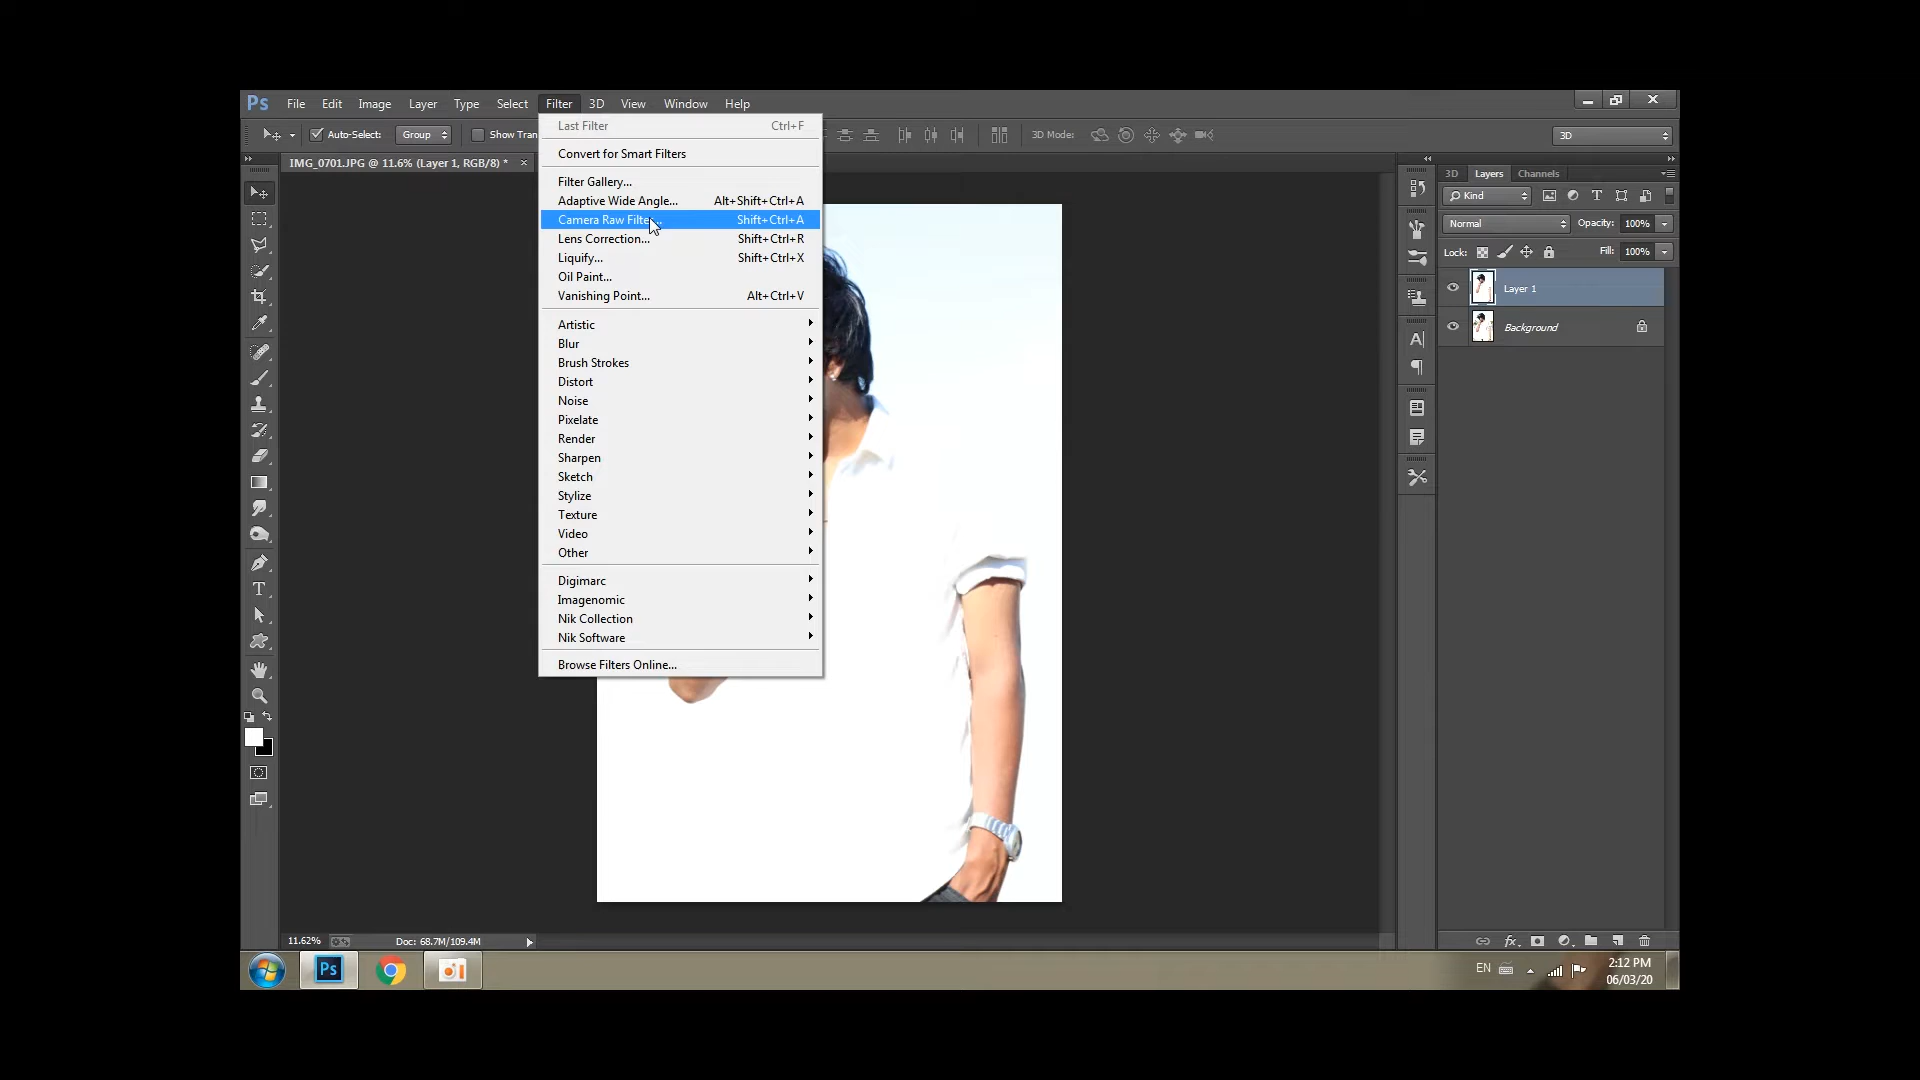 Ps File Edit Image Layer Type Select Filter 3D View Window Help
Auto-Select: Group Show Tran 3D Mode: 3D
IMG_0701.JPG @ 11.6% (Layer 1, RGB/8) * ×
Last Filter Ctrl+F
Convert for Smart Filters
Filter Gallery...
Adaptive Wide Angle... Alt+Shift+Ctrl+A
Camera Raw Filter... Shift+Ctrl+A
Lens Correction... Shift+Ctrl+R
Liquify... Shift+Ctrl+X
Oil Paint...
Vanishing Point... Alt+Ctrl+V
Artistic
Blur
Brush Strokes
Distort
Noise
Pixelate
Render
Sharpen
Sketch
Stylize
Texture
Video
Other
Digimarc
Imagenomic
Nik Collection
Nik Software
Browse Filters Online...
3D Layers Channels
Kind
Normal Opacity: 100%
Lock: Fill: 100%
Layer 1
Background
11.62% Doc: 68.7M/109.4M
Ps EN 2:12 PM
06/03/20